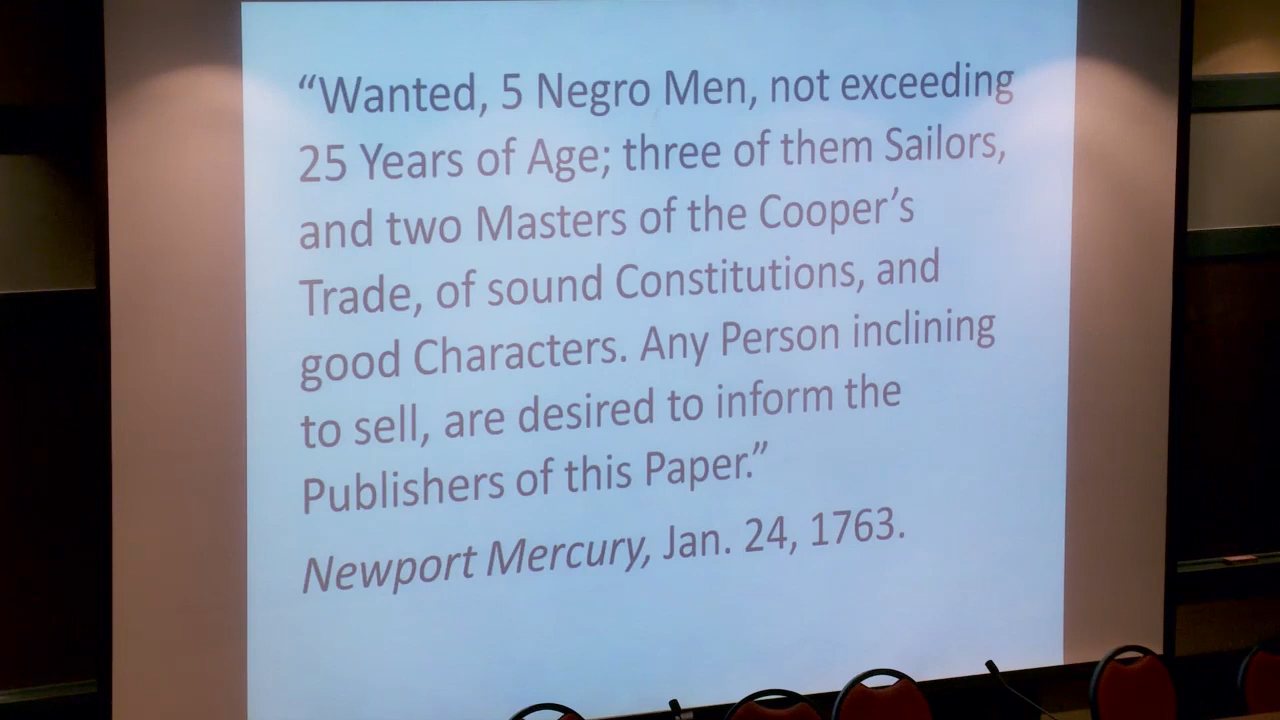 “Wanted, 5 Negro Men, not exceeding
25 Years of Age; three of them Sailors,
and two Masters of the Cooper’s
Trade, of sound Constitutions, and
good Characters. Any Person inclining
to sell, are desired to inform the
Publishers of this Paper.”
Newport Mercury, Jan. 24, 1763.